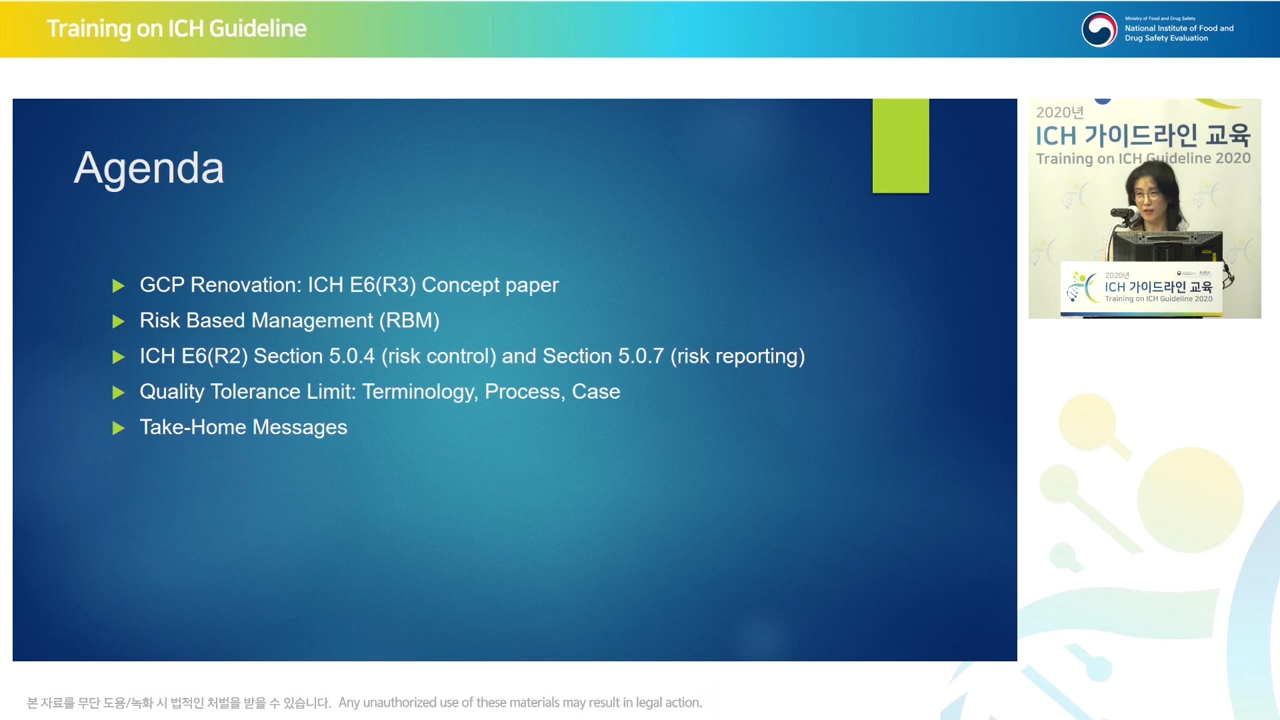 Training on ICH Guideline
Ministry of Food and Drug Safety
National Institute of Food and
Drug Safety Evaluation
Agenda
GCP Renovation: ICH E6(R3) Concept paper
Risk Based Management (RBM)
ICH E6(R2) Section 5.0.4 (risk control) and Section 5.0.7 (risk reporting)
Quality Tolerance Limit: Terminology, Process, Case
Take-Home Messages
2020년
ICH 가이드라인 교육
Training on ICH Guideline 2020
2020년
ICH 가이드라인 교육
Training on ICH Guideline 2020
본 자료를 무단 도용/녹화 시 법적인 처벌을 받을 수 있습니다. Any unauthorized use of these materials may result in legal action.